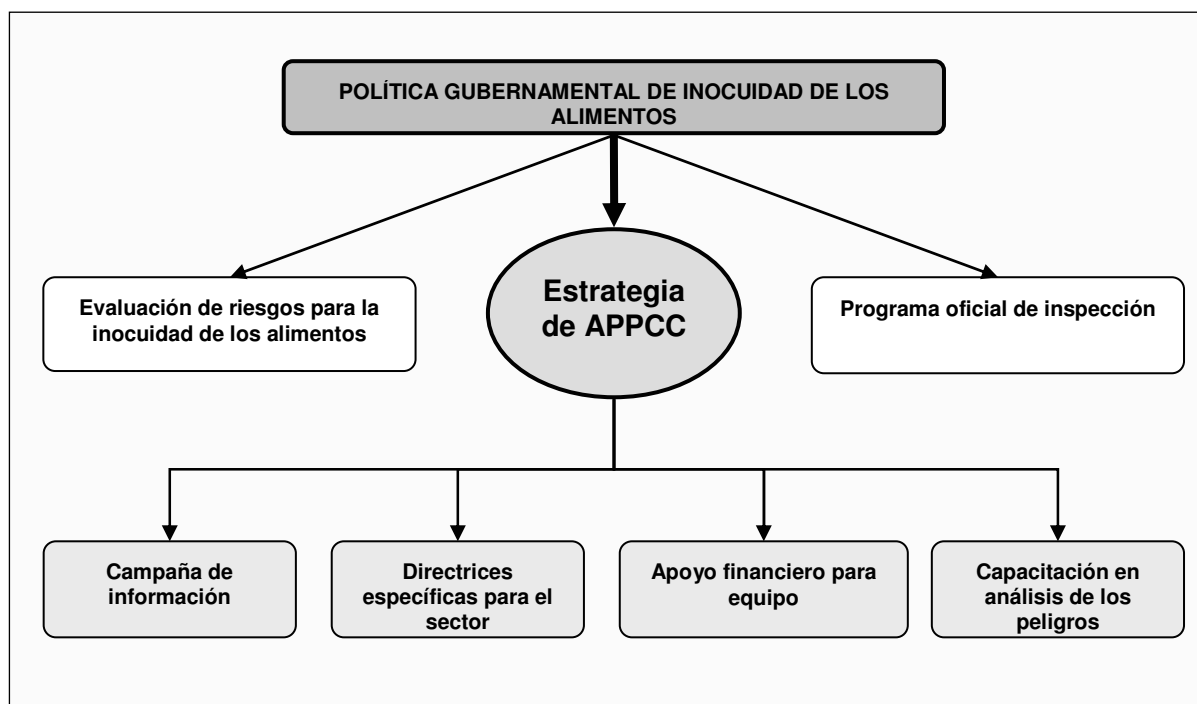 POLÍTICA GUBERNAMENTAL DE INOCUIDAD DE LOS
ALIMENTOS
Evaluación de riesgos para la
inocuidad de los alimentos
Estrategia
de APPCC
Programa oficial de inspección
Campaña de
información
Directrices
específicas para el
sector
Apoyo financiero para
equipo
Capacitación en
análisis de los
peligros